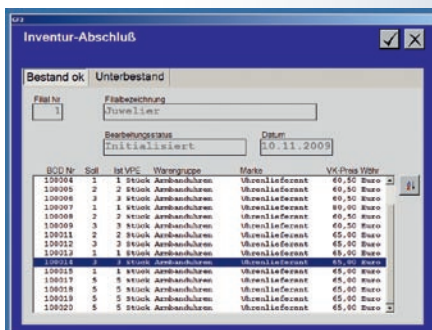 Inventur-Abschluß
Bestand ok Unterbestand
Filial Nr Filialbezeichnung
1 Juwelier
Bearbeitungsstatus Datum
Initialisiert 10.11.2009
BOD Nr Soll Ist VPE Warengruppe Marke VK-Preis Währ
100004 1 1 Stück Armbanduhren Uhrenlieferant 60,50 Euro
100005 2 2 Stück Armbanduhren Uhrenlieferant 60,50 Euro
100006 3 3 Stück Armbanduhren Uhrenlieferant 60,50 Euro
100007 1 1 Stück Armbanduhren Uhrenlieferant 80,00 Euro
100008 2 2 Stück Armbanduhren Uhrenlieferant 60,00 Euro
100009 3 3 Stück Armbanduhren Uhrenlieferant 60,00 Euro
100011 2 2 Stück Armbanduhren Uhrenlieferant 65,00 Euro
100012 3 3 Stück Armbanduhren Uhrenlieferant 65,00 Euro
100013 1 1 Stück Armbanduhren Uhrenlieferant 65,00 Euro
100014 3 3 Stück Armbanduhren Uhrenlieferant 65,00 Euro
100015 1 1 Stück Armbanduhren Uhrenlieferant 65,00 Euro
100017 5 5 Stück Armbanduhren Uhrenlieferant 65,00 Euro
100018 5 5 Stück Armbanduhren Uhrenlieferant 65,00 Euro
100019 5 5 Stück Armbanduhren Uhrenlieferant 65,00 Euro
100020 5 5 Stück Armbanduhren Uhrenlieferant 65,00 Euro